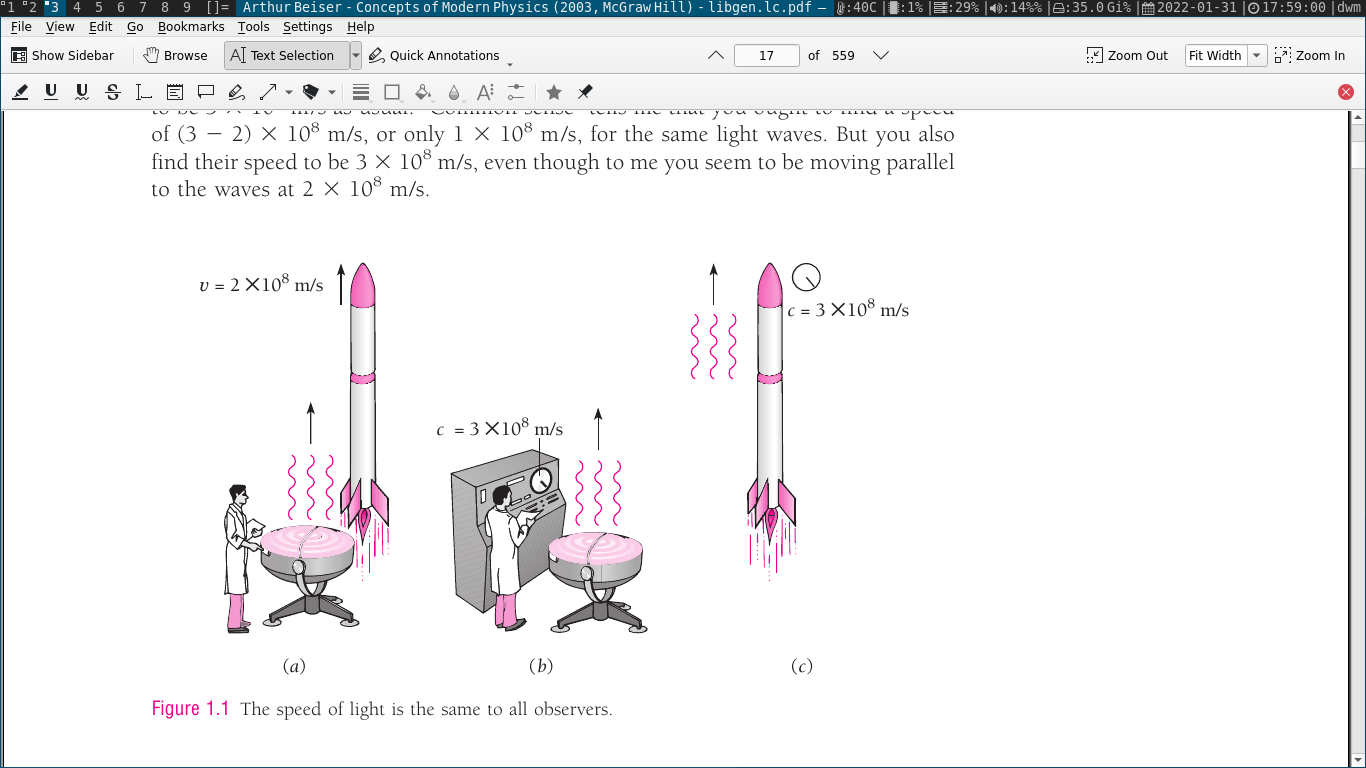 1 2 3 4 5 6 7 8 9 []= Arthur Beiser - Concepts of Modern Physics (2003, McGraw Hill) - libgen.lc.pdf — :40C :1% :29% :14%% :35.0 Gi% 2022-01-31 17:59:00 dwm
File View Edit Go Bookmarks Tools Settings Help
Show Sidebar Browse Text Selection Quick Annotations 17 of 559 Zoom Out Fit Width Zoom In
of (3 − 2) × 10⁸ m/s, or only 1 × 10⁸ m/s, for the same light waves. But you also
find their speed to be 3 × 10⁸ m/s, even though to me you seem to be moving parallel
to the waves at 2 × 10⁸ m/s.
v = 2 ×10⁸ m/s
c = 3 ×10⁸ m/s
c = 3 ×10⁸ m/s
(a) (b) (c)
Figure 1.1 The speed of light is the same to all observers.